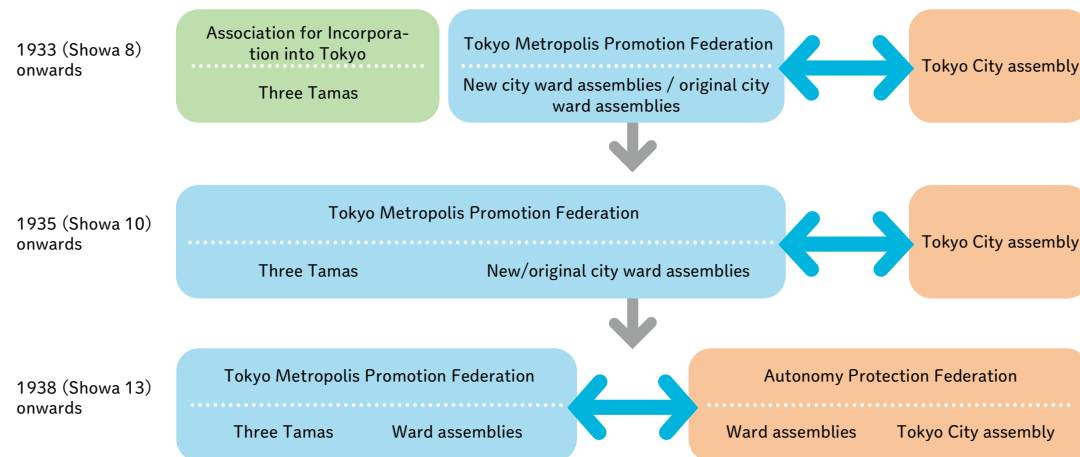 1933 (Showa 8)
onwards
Association for Incorpora-
tion into Tokyo
Three Tamas
Tokyo Metropolis Promotion Federation
New city ward assemblies / original city
ward assemblies
Tokyo City assembly
1935 (Showa 10)
onwards
Tokyo Metropolis Promotion Federation
Three Tamas
New/original city ward assemblies
Tokyo City assembly
1938 (Showa 13)
onwards
Tokyo Metropolis Promotion Federation
Three Tamas
Ward assemblies
Autonomy Protection Federation
Ward assemblies
Tokyo City assembly